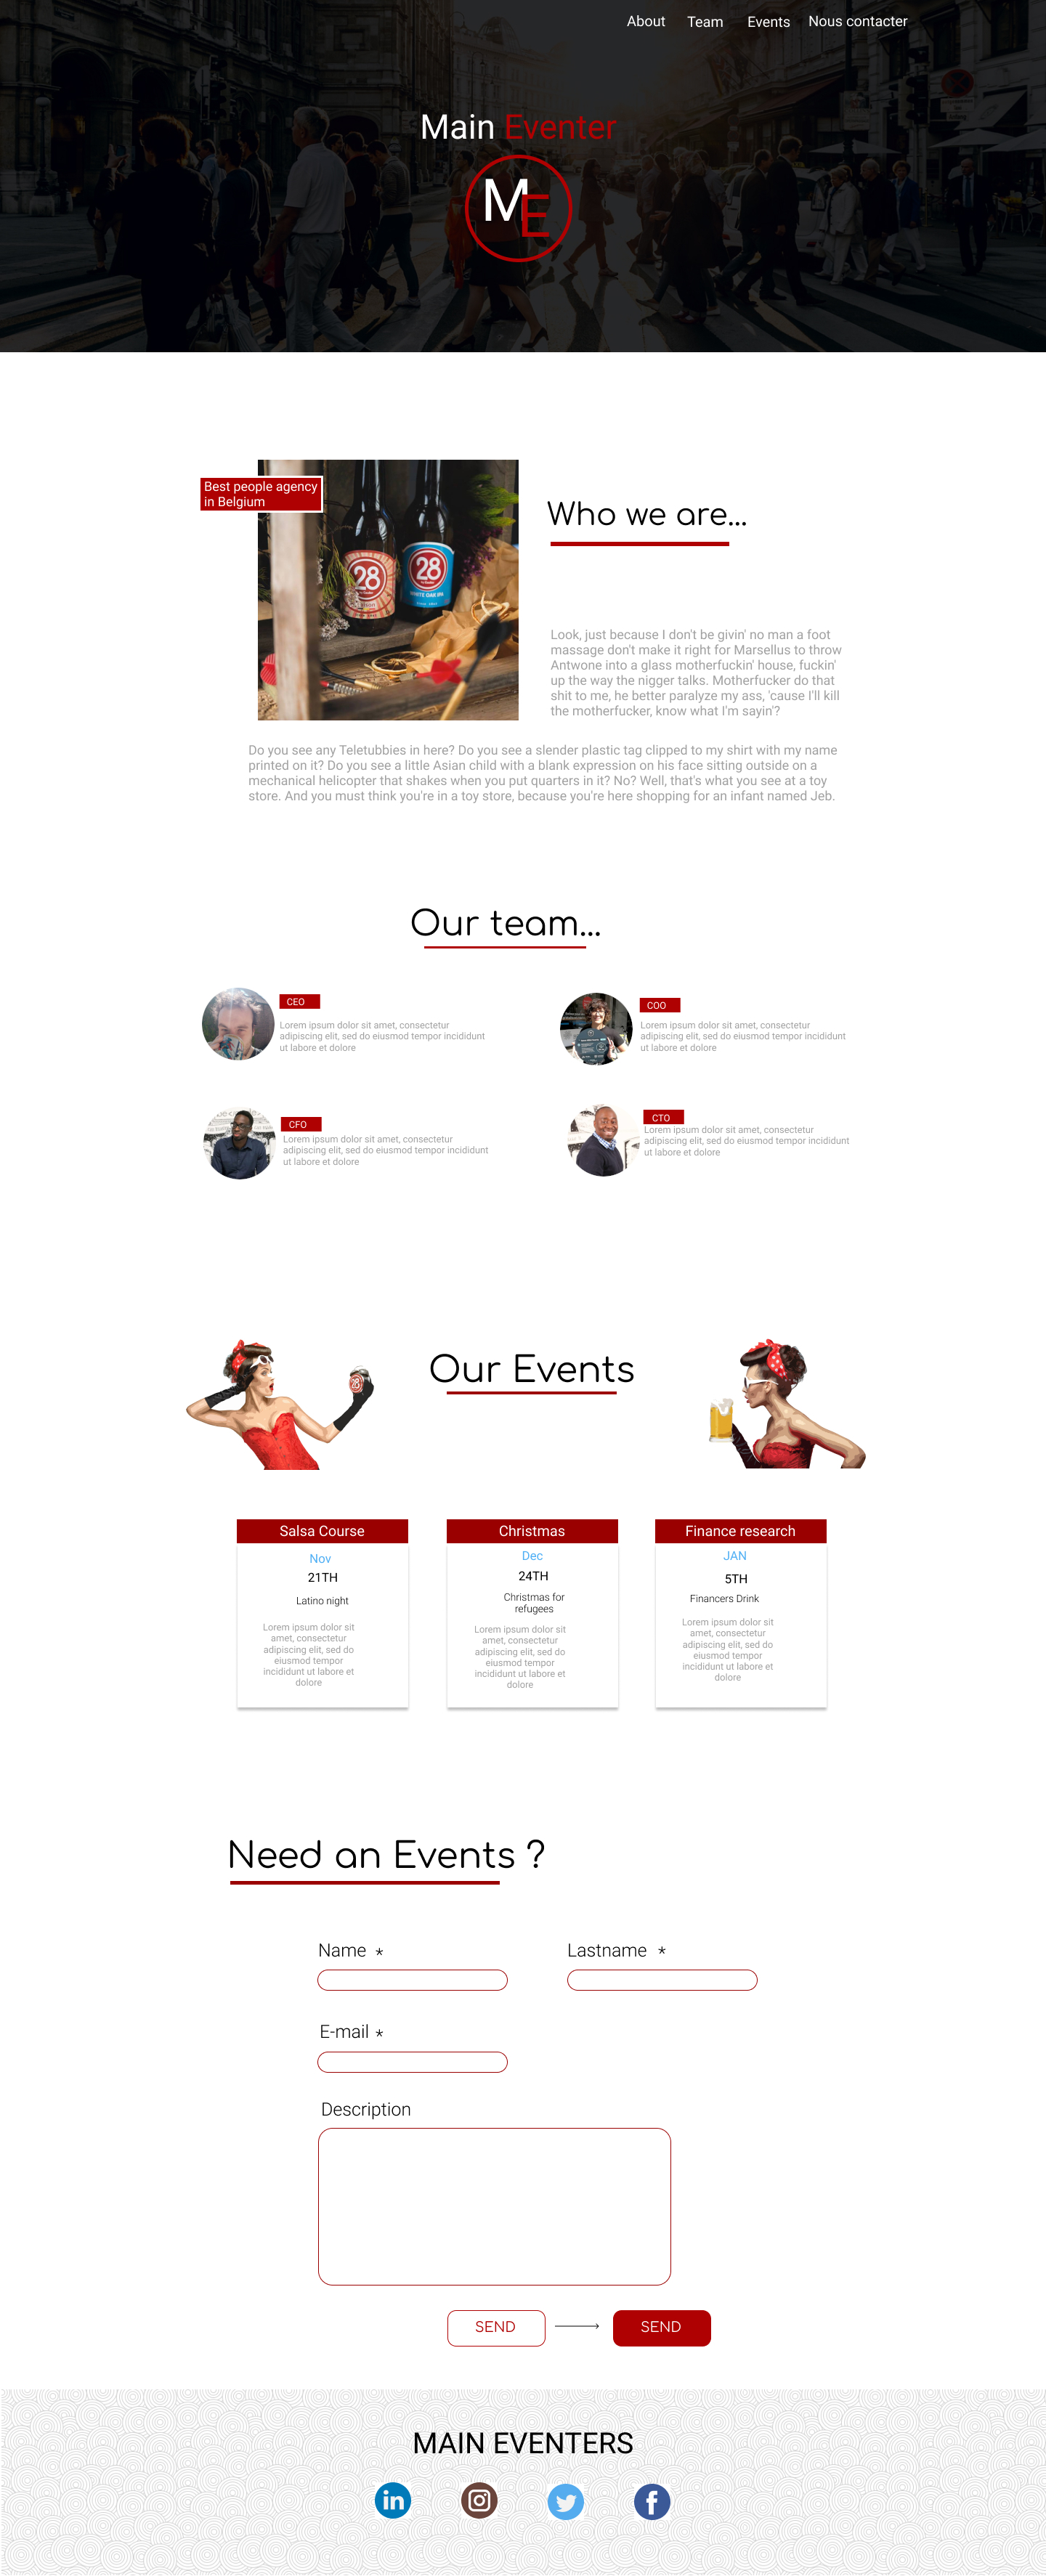 About Team Events Nous contacter
Main Eventer
ME
Best people agency
in Belgium
28
28
WHITE OAK IPA
Who we are...
Look, just because I don't be givin' no man a foot
massage don't make it right for Marsellus to throw
Antwone into a glass motherfuckin' house, fuckin'
up the way the nigger talks. Motherfucker do that
shit to me, he better paralyze my ass, 'cause I'll kill
the motherfucker, know what I'm sayin'?
Do you see any Teletubbies in here? Do you see a slender plastic tag clipped to my shirt with my name
printed on it? Do you see a little Asian child with a blank expression on his face sitting outside on a
mechanical helicopter that shakes when you put quarters in it? No? Well, that's what you see at a toy
store. And you must think you're in a toy store, because you're here shopping for an infant named Jeb.
Our team...
CEO
Lorem ipsum dolor sit amet, consectetur
adipiscing elit, sed do eiusmod tempor incididunt
ut labore et dolore
COO
Lorem ipsum dolor sit amet, consectetur
adipiscing elit, sed do eiusmod tempor incididunt
ut labore et dolore
CFO
Lorem ipsum dolor sit amet, consectetur
adipiscing elit, sed do eiusmod tempor incididunt
ut labore et dolore
CTO
Lorem ipsum dolor sit amet, consectetur
adipiscing elit, sed do eiusmod tempor incididunt
ut labore et dolore
Our Events
28
Salsa Course
Nov
21TH
Latino night
Lorem ipsum dolor sit
amet, consectetur
adipiscing elit, sed do
eiusmod tempor
incididunt ut labore et
dolore
Christmas
Dec
24TH
Christmas for
refugees
Lorem ipsum dolor sit
amet, consectetur
adipiscing elit, sed do
eiusmod tempor
incididunt ut labore et
dolore
Finance research
JAN
5TH
Financers Drink
Lorem ipsum dolor sit
amet, consectetur
adipiscing elit, sed do
eiusmod tempor
incididunt ut labore et
dolore
Need an Events ?
Name *
Lastname *
E-mail *
Description
SEND
SEND
MAIN EVENTERS
in
f